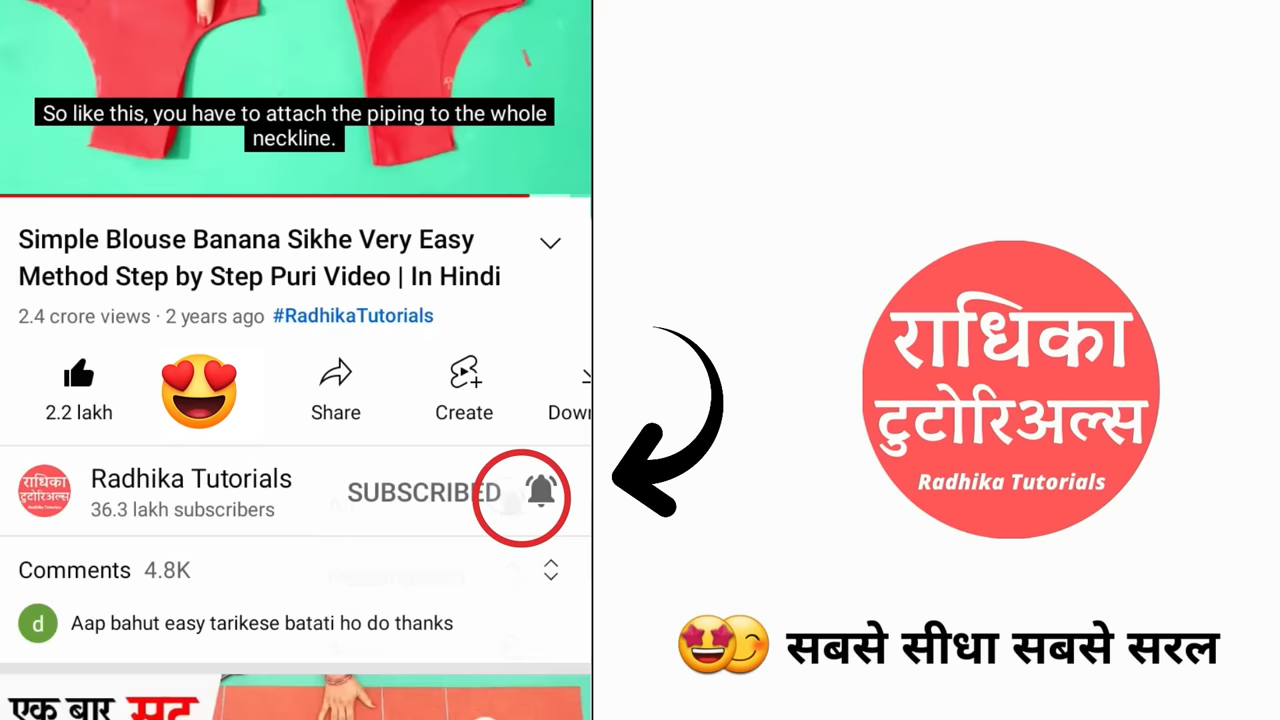 So like this, you have to attach the piping to the whole
neckline.
Simple Blouse Banana Sikhe Very Easy
Method Step by Step Puri Video | In Hindi
2.4 crore views · 2 years ago #RadhikaTutorials
2.2 lakh
Share
Create
राधिका
टुटोरिअल्स
Radhika Tutorials
36.3 lakh subscribers
SUBSCRIBED
Comments 4.8K
d
Aap bahut easy tarikese batati ho do thanks
एक बार
राधिका
टुटोरिअल्स
Radhika Tutorials
सबसे सीधा सबसे सरल